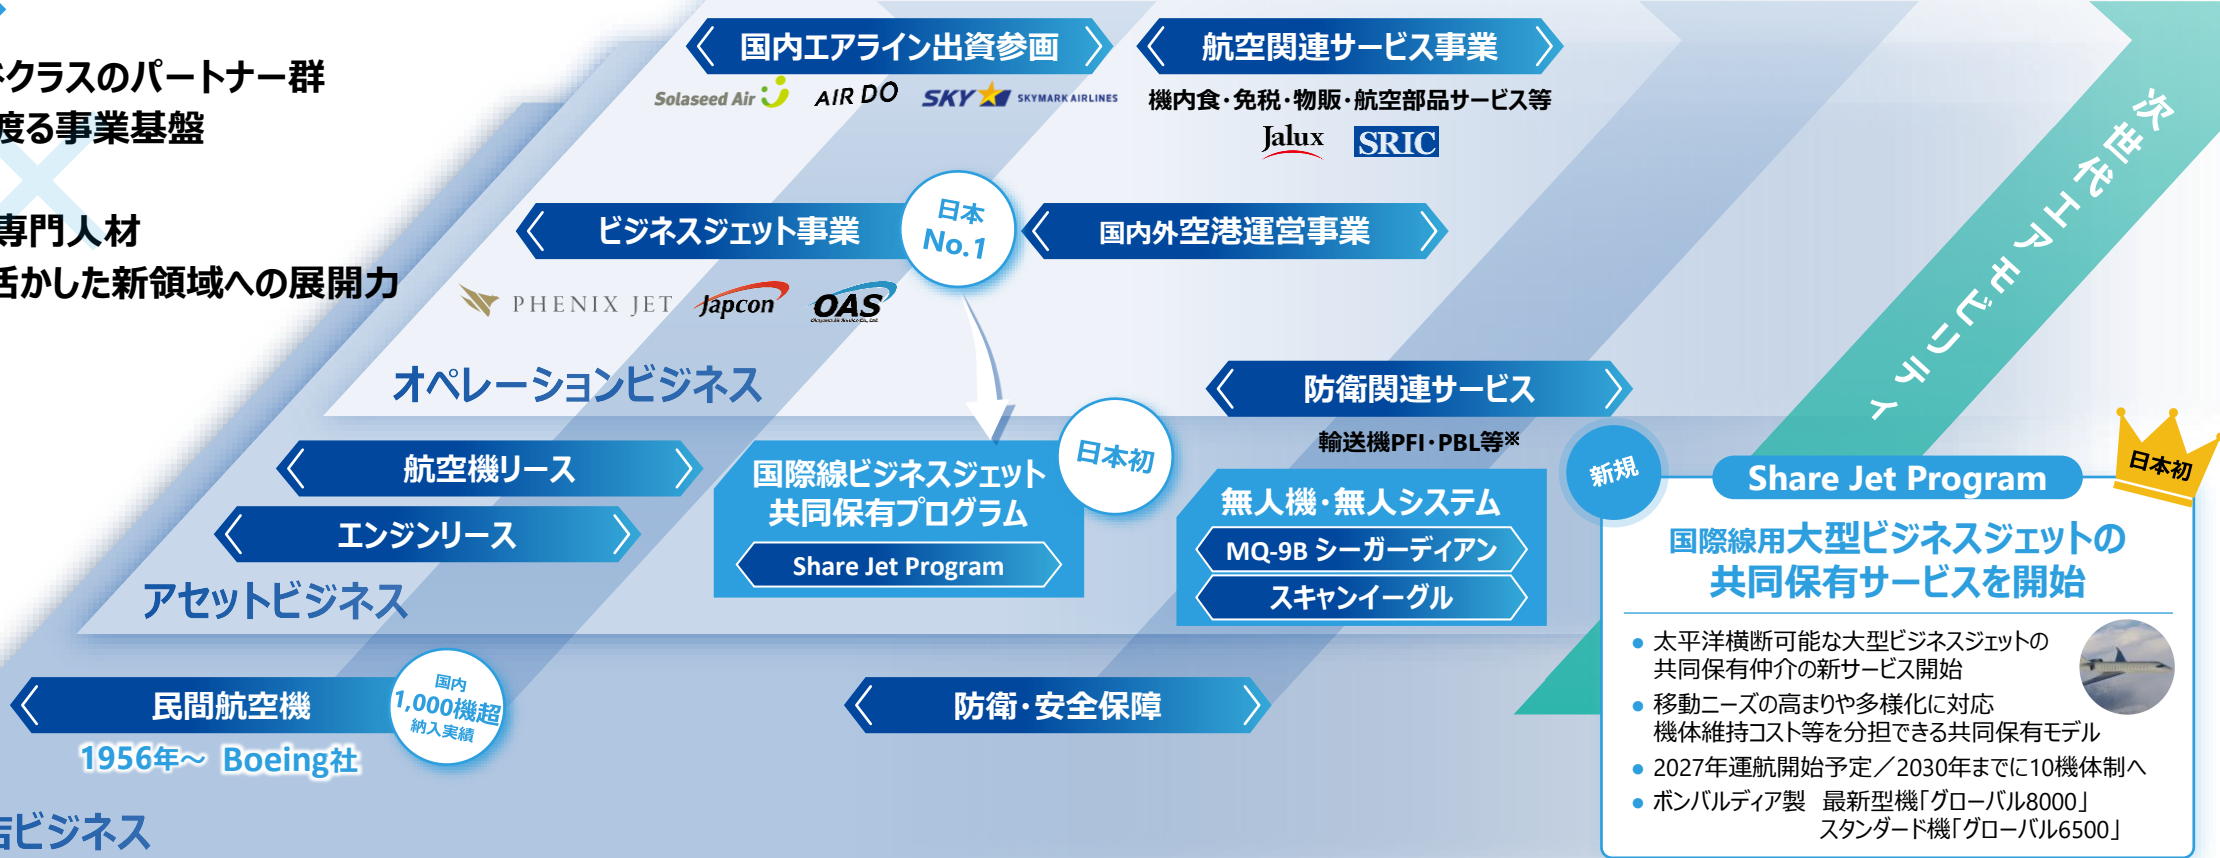 クラスのパートナー群
渡る事業基盤
専門人材
活かした新領域への展開力
国内エアライン出資参画
Solaseed Air
AIR DO
SKY SKYMARK AIRLINES
航空関連サービス事業
機内食・免税・物販・航空部品サービス等
Jalux
SRIC
ビジネスジェット事業
日本
No.1
国内外空港運営事業
PHENIX JET
Japcon
OAS
オペレーションビジネス
次世代エアモビリティ
防衛関連サービス
輸送機PFI・PBL等※
航空機リース
エンジンリース
国際線ビジネスジェット
共同保有プログラム
Share Jet Program
日本初
無人機・無人システム
MQ-9B シーガーディアン
スキャンイーグル
アセットビジネス
新規
Share Jet Program
日本初
国際線用大型ビジネスジェットの
共同保有サービスを開始
● 太平洋横断可能な大型ビジネスジェットの
共同保有仲介の新サービス開始
● 移動ニーズの高まりや多様化に対応
機体維持コスト等を分担できる共同保有モデル
● 2027年運航開始予定／2030年までに10機体制へ
● ボンバルディア製 最新型機「グローバル8000」
スタンダード機「グローバル6500」
民間航空機
国内
1,000機超
納入実績
1956年～ Boeing社
防衛・安全保障
ビジネス